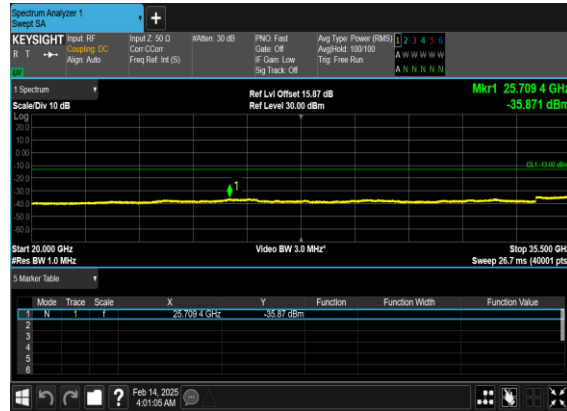 Spectrum Analyzer 1
Swept SA
KEYSIGHT
R T
Input: RF
Coupling: DC
Align: Auto
Input Z: 50 Ω
Corr CCorr
Freq Ref: Int (S)
#Atten: 30 dB
PNO: Fast
Gate: Off
IF Gain: Low
Sig Track: Off
Avg Type: Power (RMS)
Avg|Hold: 100/100
Trig: Free Run
1 2 3 4 5 6
A W W W W W
A N N N N N
1 Spectrum
Scale/Div 10 dB
Ref Lvl Offset 15.87 dB
Ref Level 30.00 dBm
Mkr1 25.709 4 GHz
-35.871 dBm
Log
20.0
10.0
0.00
-10.0
-20.0
-30.0
-40.0
-50.0
-60.0
DL1 -13.00 dBm
1
Start 20.000 GHz
#Res BW 1.0 MHz
Video BW 3.0 MHz*
Stop 35.500 GHz
Sweep 26.7 ms (40001 pts)
5 Marker Table
Mode Trace Scale X Y Function Function Width Function Value
1 N 1 f 25.709 4 GHz -35.87 dBm
2
3
4
5
6
?
Feb 14, 2025
4:01:05 AM